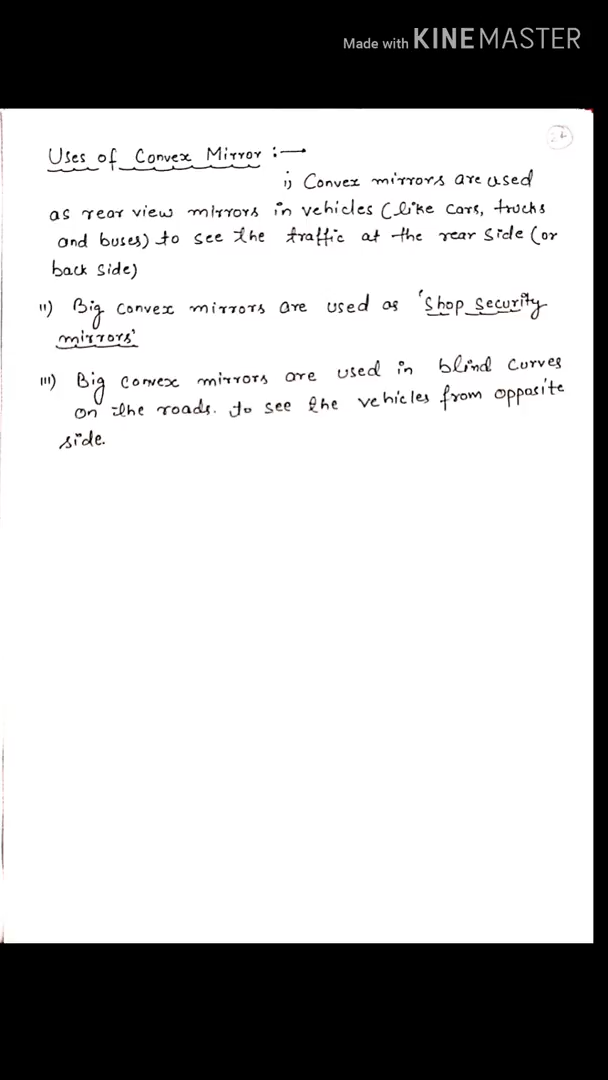 Made with KINEMASTER
Uses of Convex Mirror :—
i) Convex mirrors are used
as rear view mirrors in vehicles (like cars, trucks
and buses) to see the traffic at the rear side (or
back side)
ii) Big convex mirrors are used as 'Shop security
mirrors'
iii) Big convex mirrors are used in blind curves
on the roads. to see the vehicles from opposite
side.